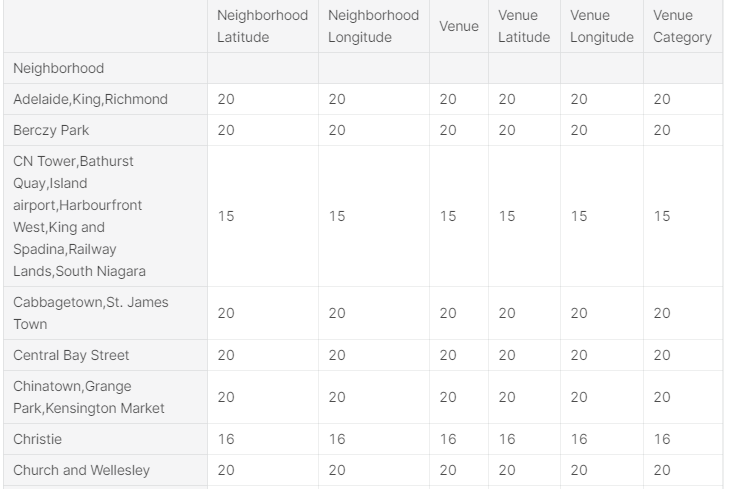 Neighborhood Latitude Neighborhood Longitude Venue Venue Latitude Venue Longitude Venue Category
Neighborhood
Adelaide,King,Richmond 20 20 20 20 20 20
Berczy Park 20 20 20 20 20 20
CN Tower,Bathurst
Quay,Island
airport,Harbourfront
West,King and
Spadina,Railway
Lands,South Niagara 15 15 15 15 15 15
Cabbagetown,St. James
Town 20 20 20 20 20 20
Central Bay Street 20 20 20 20 20 20
Chinatown,Grange
Park,Kensington Market 20 20 20 20 20 20
Christie 16 16 16 16 16 16
Church and Wellesley 20 20 20 20 20 20